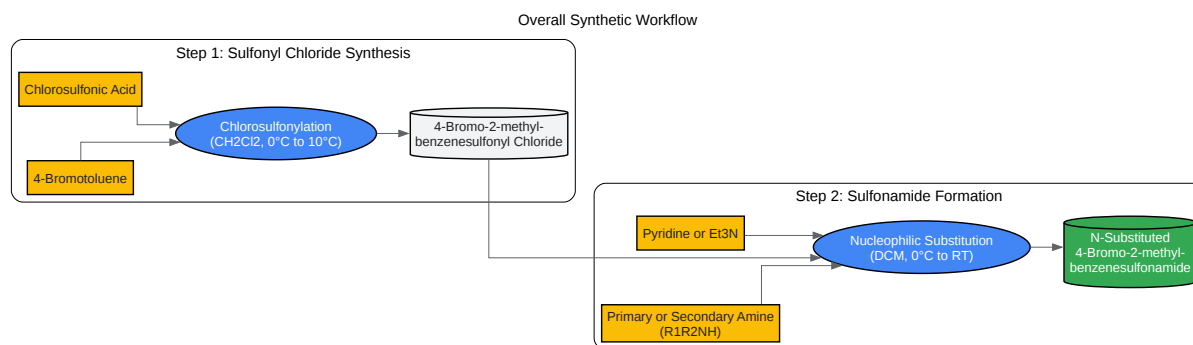 Overall Synthetic Workflow
Step 1: Sulfonyl Chloride Synthesis
Chlorosulfonic Acid
Chlorosulfonylation
(CH2Cl2, 0°C to 10°C)
4-Bromo-2-methyl-
benzenesulfonyl Chloride
4-Bromotoluene
Step 2: Sulfonamide Formation
Pyridine or Et3N
Nucleophilic Substitution
(DCM, 0°C to RT)
N-Substituted
4-Bromo-2-methyl-
benzenesulfonamide
Primary or Secondary Amine
(R1R2NH)